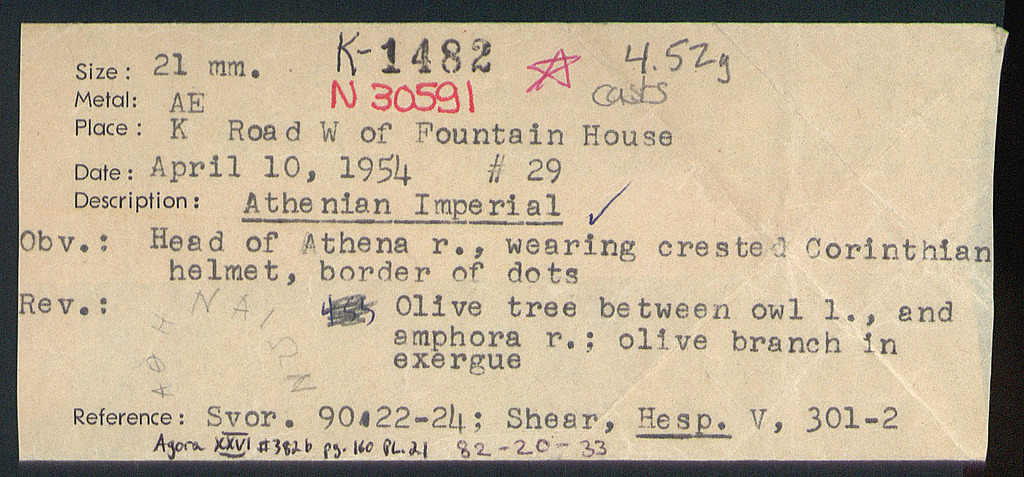 Size: 21 mm. K-1482 4.52g
Metal: AE N 30591 casts
Place: K Road W of Fountain House
Date: April 10, 1954 # 29
Description: Athenian Imperial ✓
Obv.: Head of Athena r., wearing crested Corinthian
helmet, border of dots
Rev.: ΑΘΗΝΑΙΩΝ Olive tree between owl l., and
amphora r.; olive branch in
exergue
Reference: Svor. 90.22-24; Shear, Hesp. V, 301-2
Agora XXVI #382b pg. 160 PL. 21 82-20-33